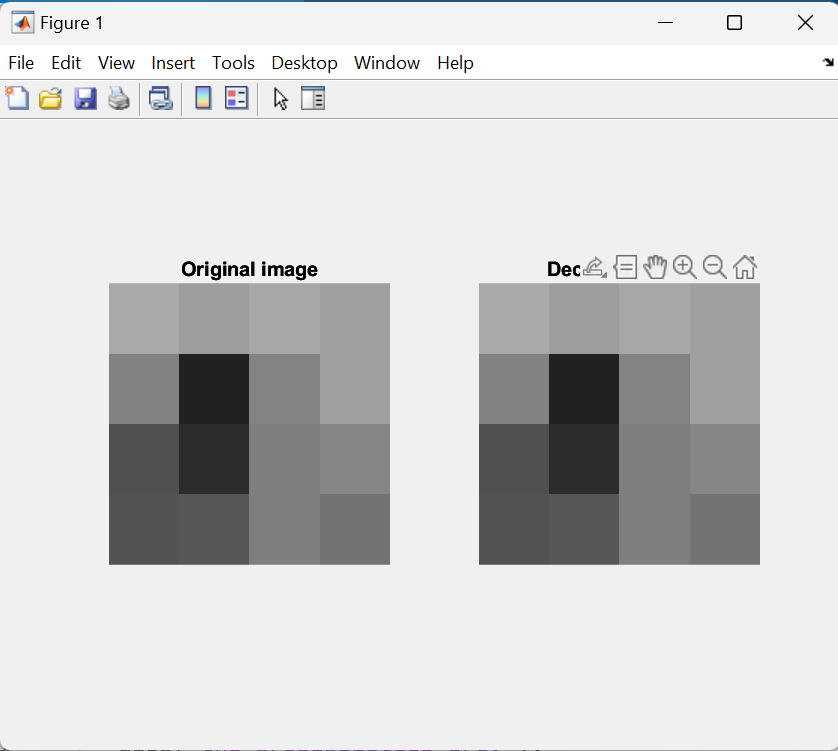 Figure 1
File Edit View Insert Tools Desktop Window Help
Original image
Dec